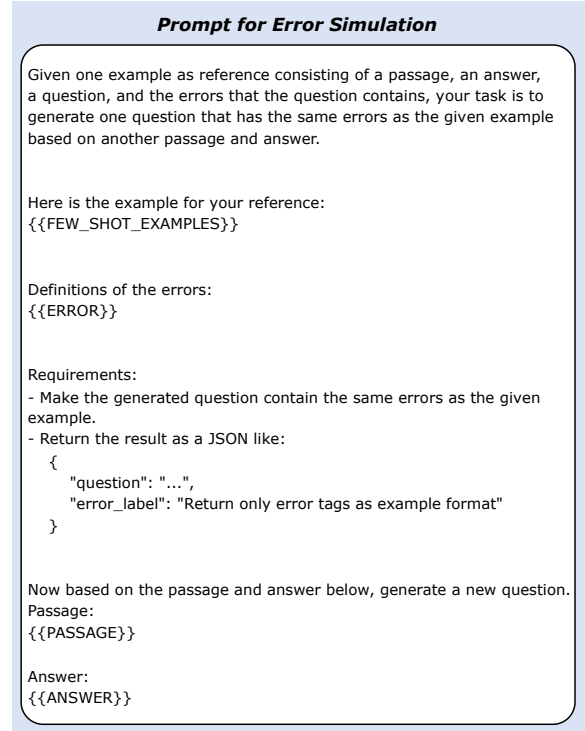 Prompt for Error Simulation
Given one example as reference consisting of a passage, an answer,
a question, and the errors that the question contains, your task is to
generate one question that has the same errors as the given example
based on another passage and answer.
Here is the example for your reference:
{{FEW_SHOT_EXAMPLES}}
Definitions of the errors:
{{ERROR}}
Requirements:
- Make the generated question contain the same errors as the given
example.
- Return the result as a JSON like:
{
"question": "...",
"error_label": "Return only error tags as example format"
}
Now based on the passage and answer below, generate a new question.
Passage:
{{PASSAGE}}
Answer:
{{ANSWER}}